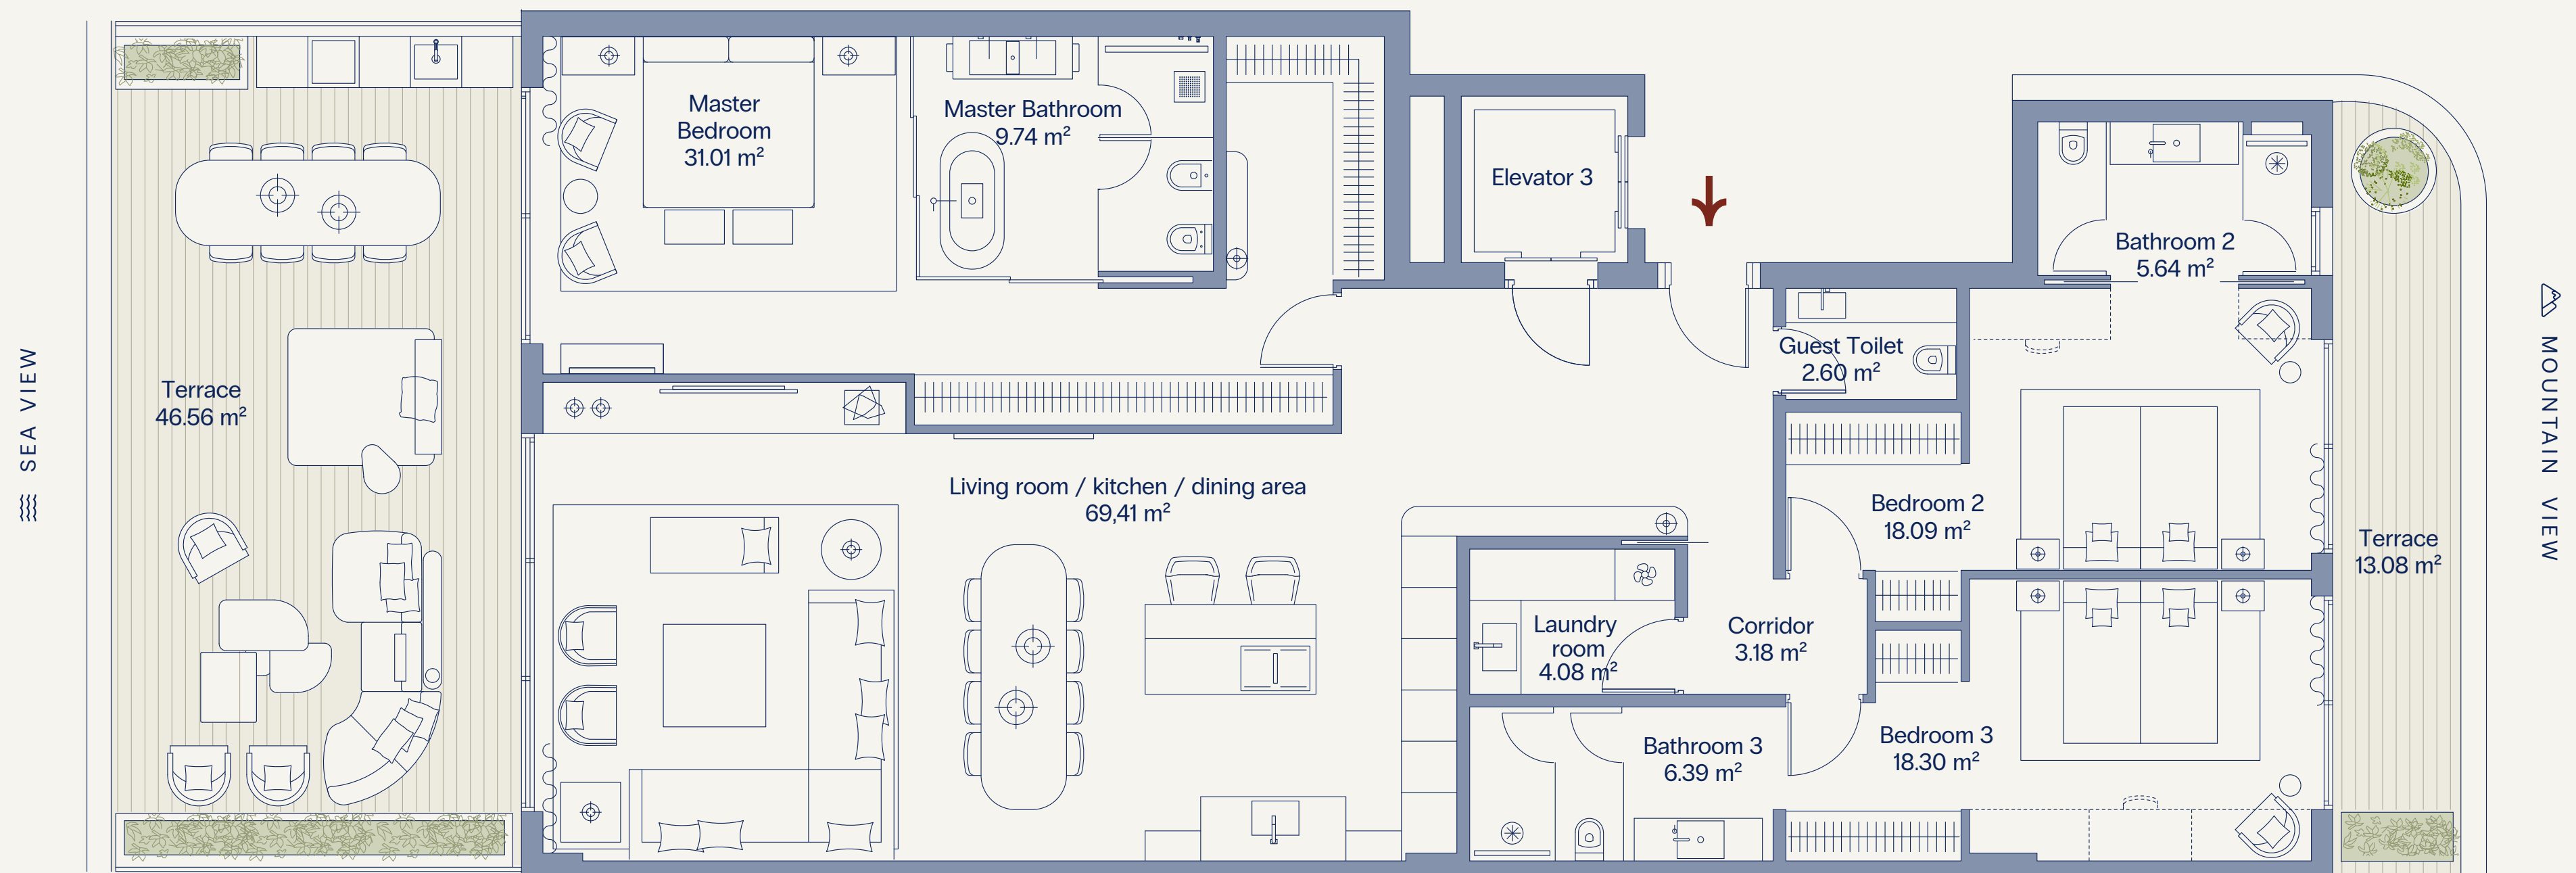 SEA VIEW
Terrace
46.56 m²
Master
Bedroom
31.01 m²
Master Bathroom
9.74 m²
Elevator 3
Living room / kitchen / dining area
69,41 m²
Guest Toilet
2.60 m²
Bathroom 2
5.64 m²
Bedroom 2
18.09 m²
Laundry
room
4.08 m²
Corridor
3.18 m²
Bathroom 3
6.39 m²
Bedroom 3
18.30 m²
Terrace
13.08 m²
MOUNTAIN VIEW